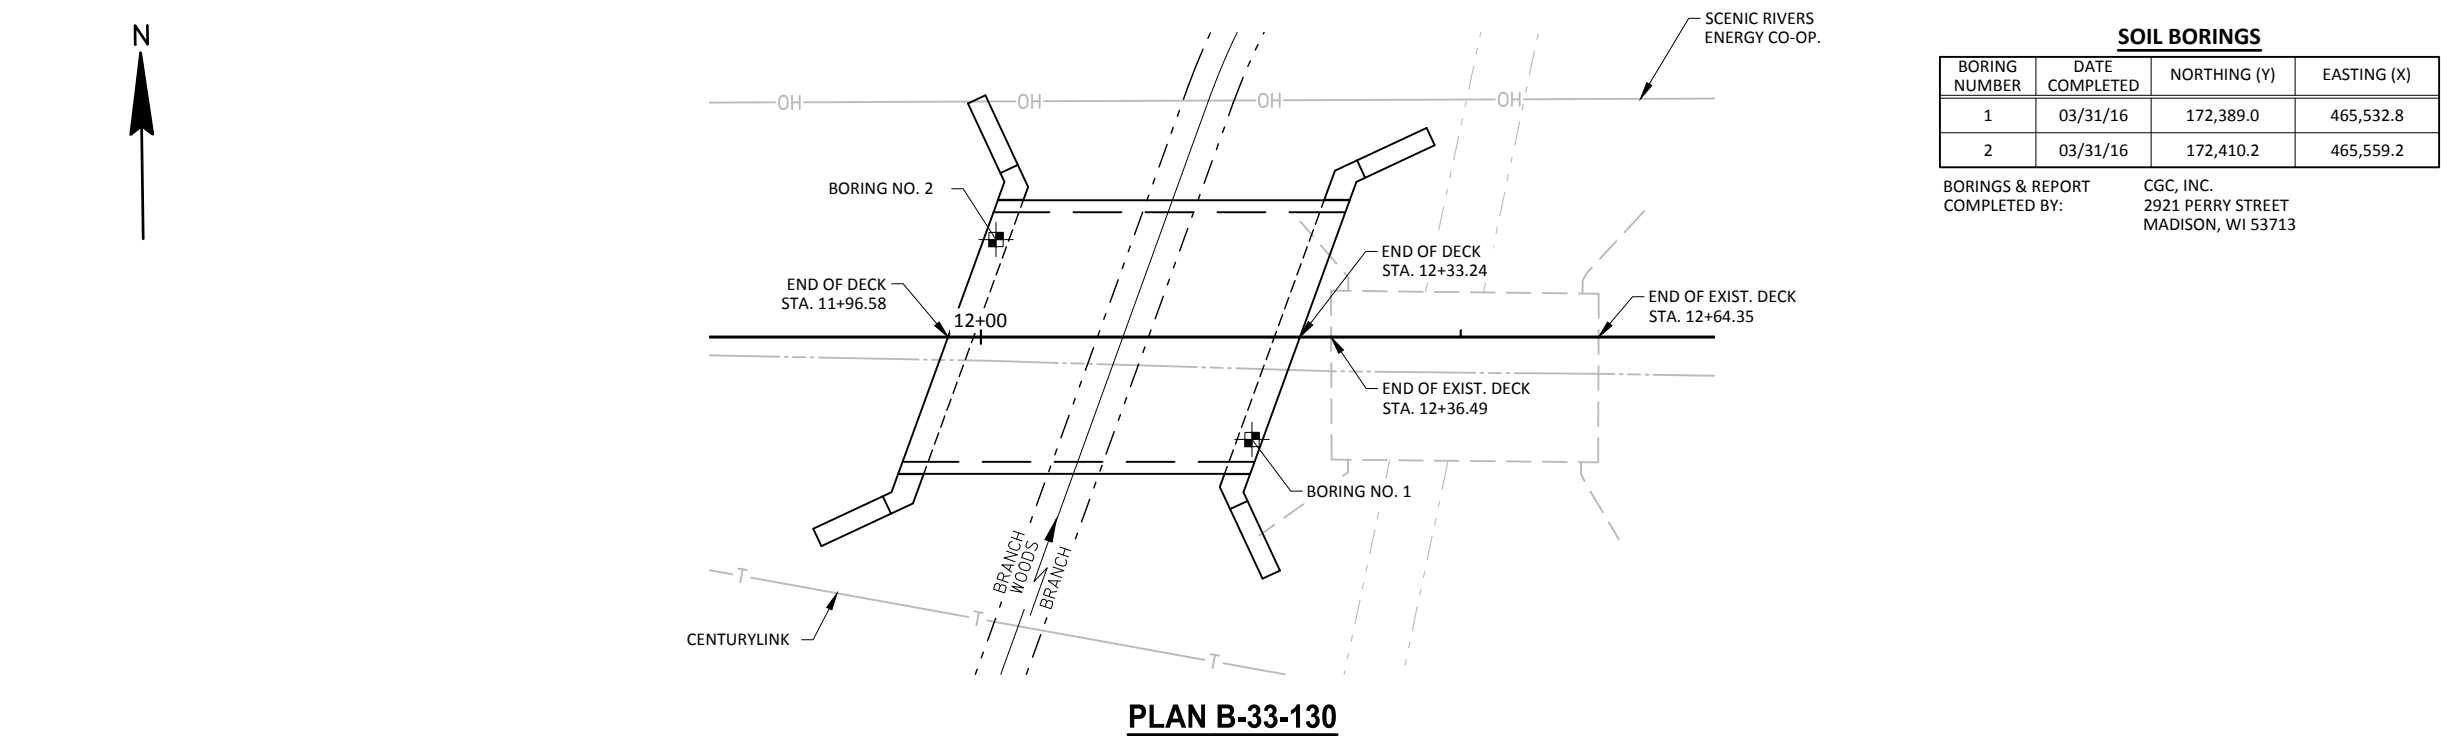 N
SCENIC RIVERS
ENERGY CO-OP.
OH OH OH OH
BORING NO. 2
END OF DECK
STA. 11+96.58
12+00
END OF DECK
STA. 12+33.24
END OF EXIST. DECK
STA. 12+64.35
END OF EXIST. DECK
STA. 12+36.49
BORING NO. 1
BRANCH
WOODS
BRANCH
T T T
CENTURYLINK
PLAN B-33-130
SOIL BORINGS
BORING NUMBER DATE COMPLETED NORTHING (Y) EASTING (X)
1 03/31/16 172,389.0 465,532.8
2 03/31/16 172,410.2 465,559.2
BORINGS & REPORT
COMPLETED BY:
CGC, INC.
2921 PERRY STREET
MADISON, WI 53713